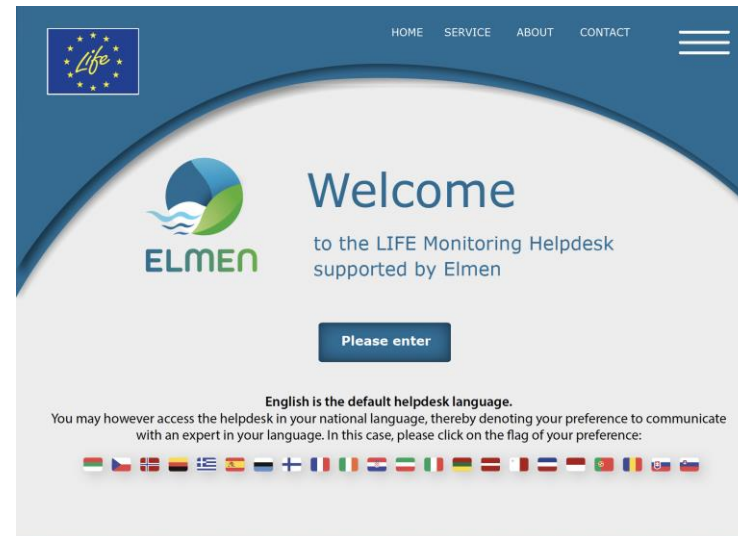 Life
HOME SERVICE ABOUT CONTACT
Welcome
to the LIFE Monitoring Helpdesk
supported by Elmen
ELMEN
Please enter
English is the default helpdesk language.
You may however access the helpdesk in your national language, thereby denoting your preference to communicate
with an expert in your language. In this case, please click on the flag of your preference: